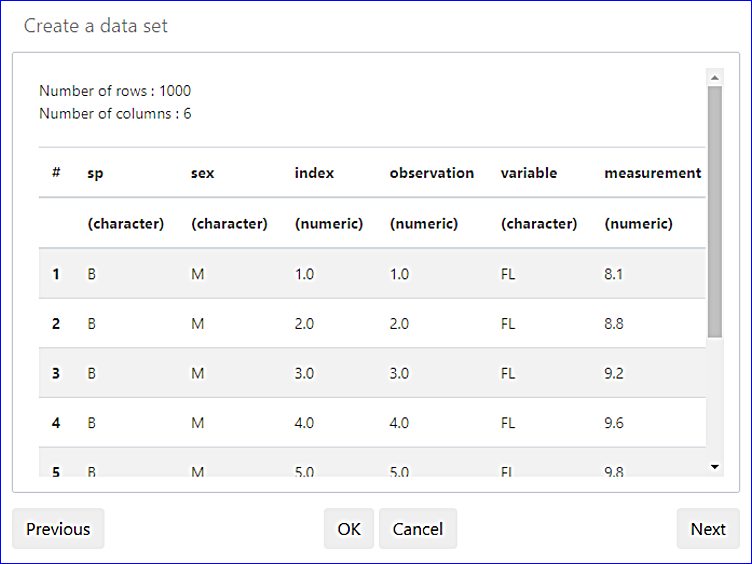 Create a data set
Number of rows : 1000
Number of columns : 6
# sp sex index observation variable measurement
(character) (character) (numeric) (numeric) (character) (numeric)
1 B M 1.0 1.0 FL 8.1
2 B M 2.0 2.0 FL 8.8
3 B M 3.0 3.0 FL 9.2
4 B M 4.0 4.0 FL 9.6
5 B M 5.0 5.0 FL 9.8
Previous OK Cancel Next